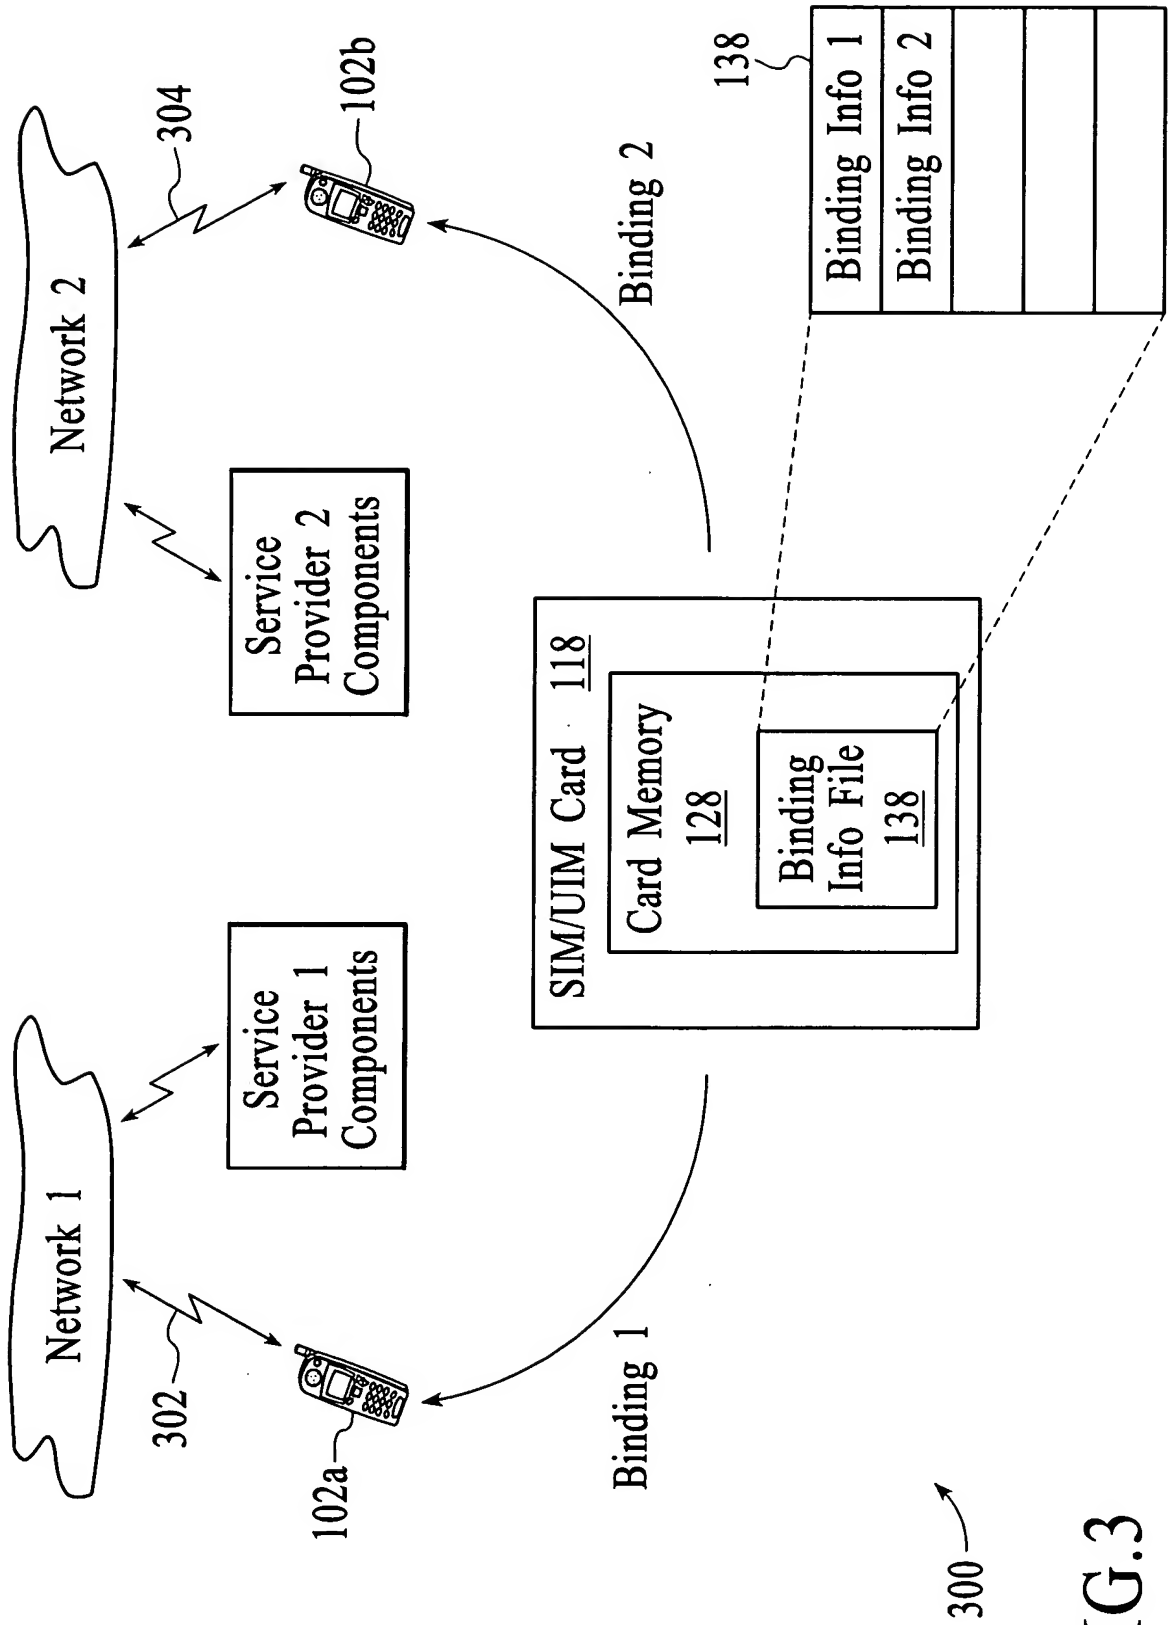 Network 1
Network 2
302
304
102a
102b
Service
Provider 1
Components
Service
Provider 2
Components
Binding 1
Binding 2
SIM/UIM Card 118
Card Memory
128
Binding
Info File
138
138
Binding Info 1
Binding Info 2
300
IG.3